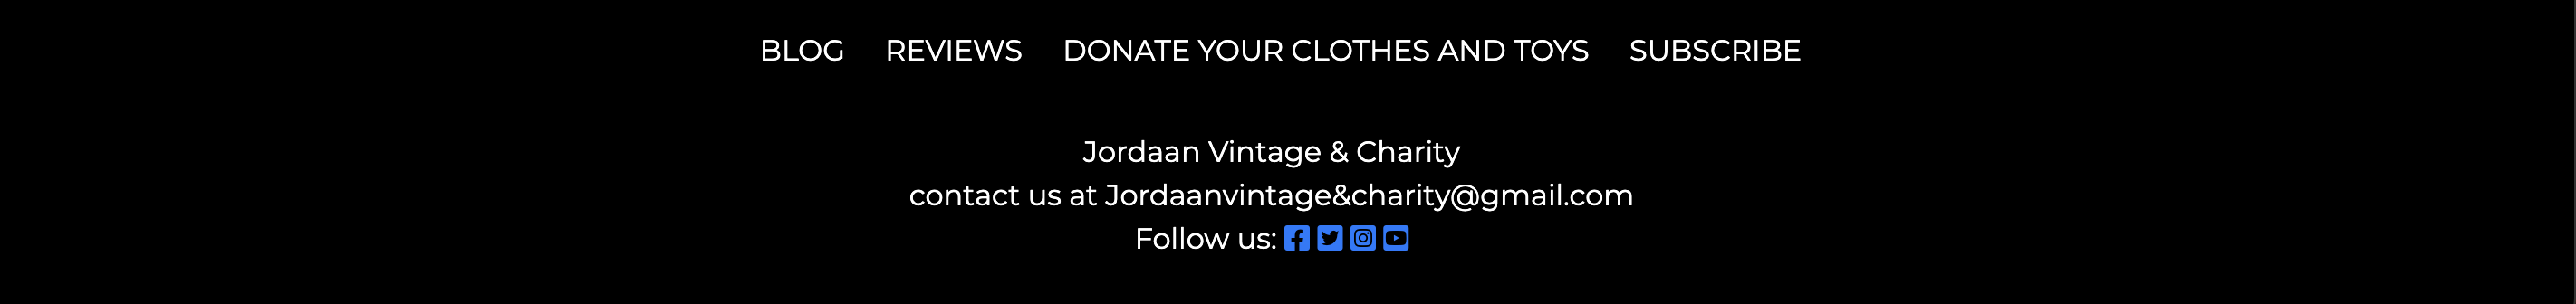 BLOG REVIEWS DONATE YOUR CLOTHES AND TOYS SUBSCRIBE
Jordaan Vintage & Charity
contact us at Jordaanvintage&charity@gmail.com
Follow us: